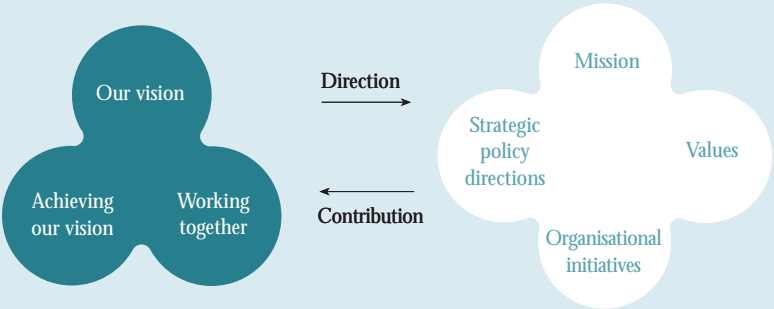 Our vision
Achieving
our vision
Working
together
Direction
Contribution
Mission
Strategic
policy
directions
Values
Organisational
initiatives